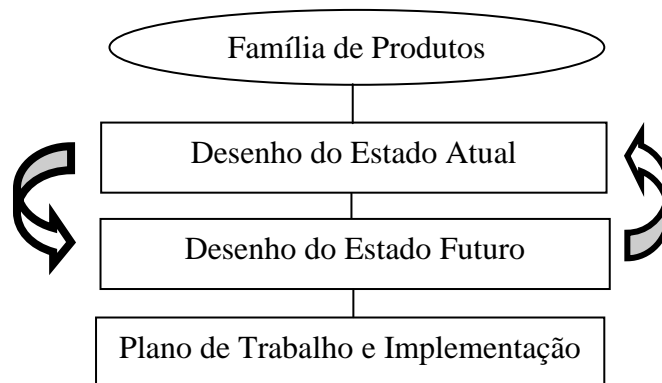 Família de Produtos
Desenho do Estado Atual
Desenho do Estado Futuro
Plano de Trabalho e Implementação